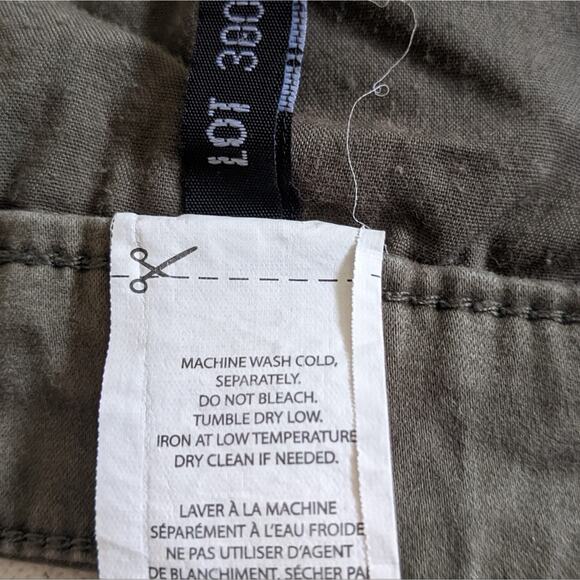 LOT 380
MACHINE WASH COLD,
SEPARATELY.
DO NOT BLEACH.
TUMBLE DRY LOW.
IRON AT LOW TEMPERATURE
DRY CLEAN IF NEEDED.
LAVER À LA MACHINE
SÉPARÉMENT À L'EAU FROIDE
NE PAS UTILISER D'AGENT
DE BLANCHIMENT. SÉCHER PA